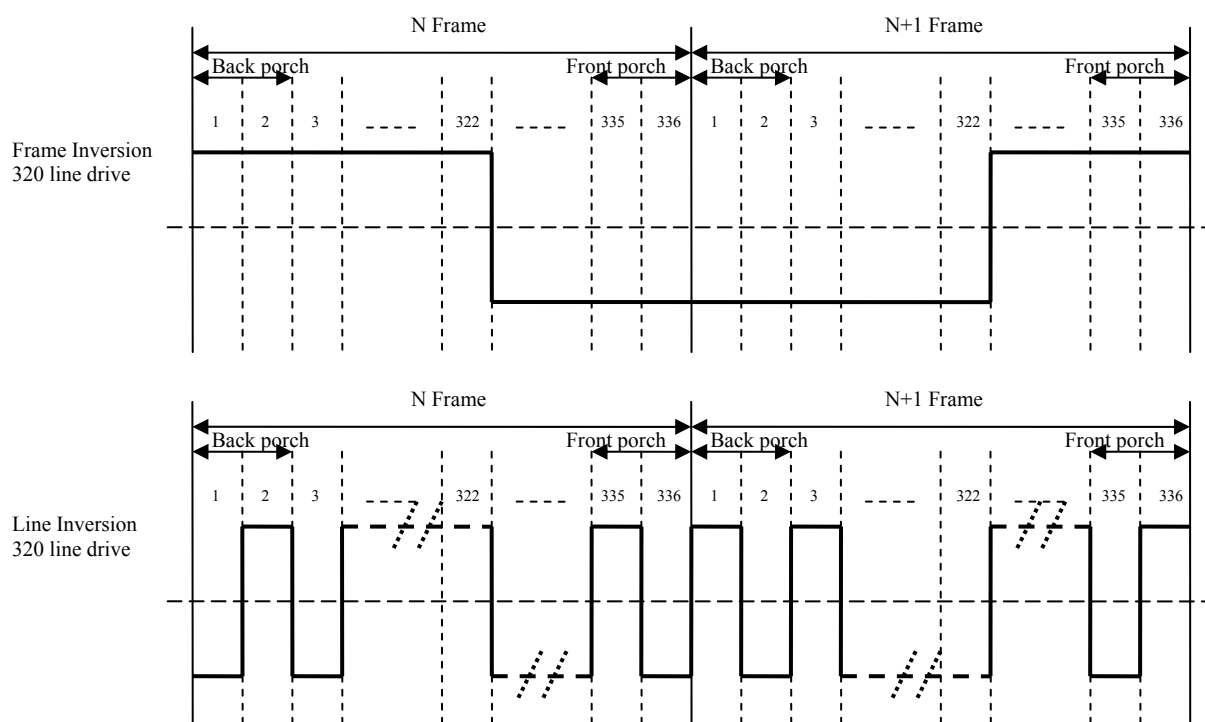 N Frame N+1 Frame
Back porch Front porch Back porch Front porch
1 2 3 ----- 322 ----- 335 336 1 2 3 ----- 322 ----- 335 336
Frame Inversion
320 line drive
N Frame N+1 Frame
Back porch Front porch Back porch Front porch
1 2 3 ----- 322 ----- 335 336 1 2 3 ----- 322 ----- 335 336
Line Inversion
320 line drive